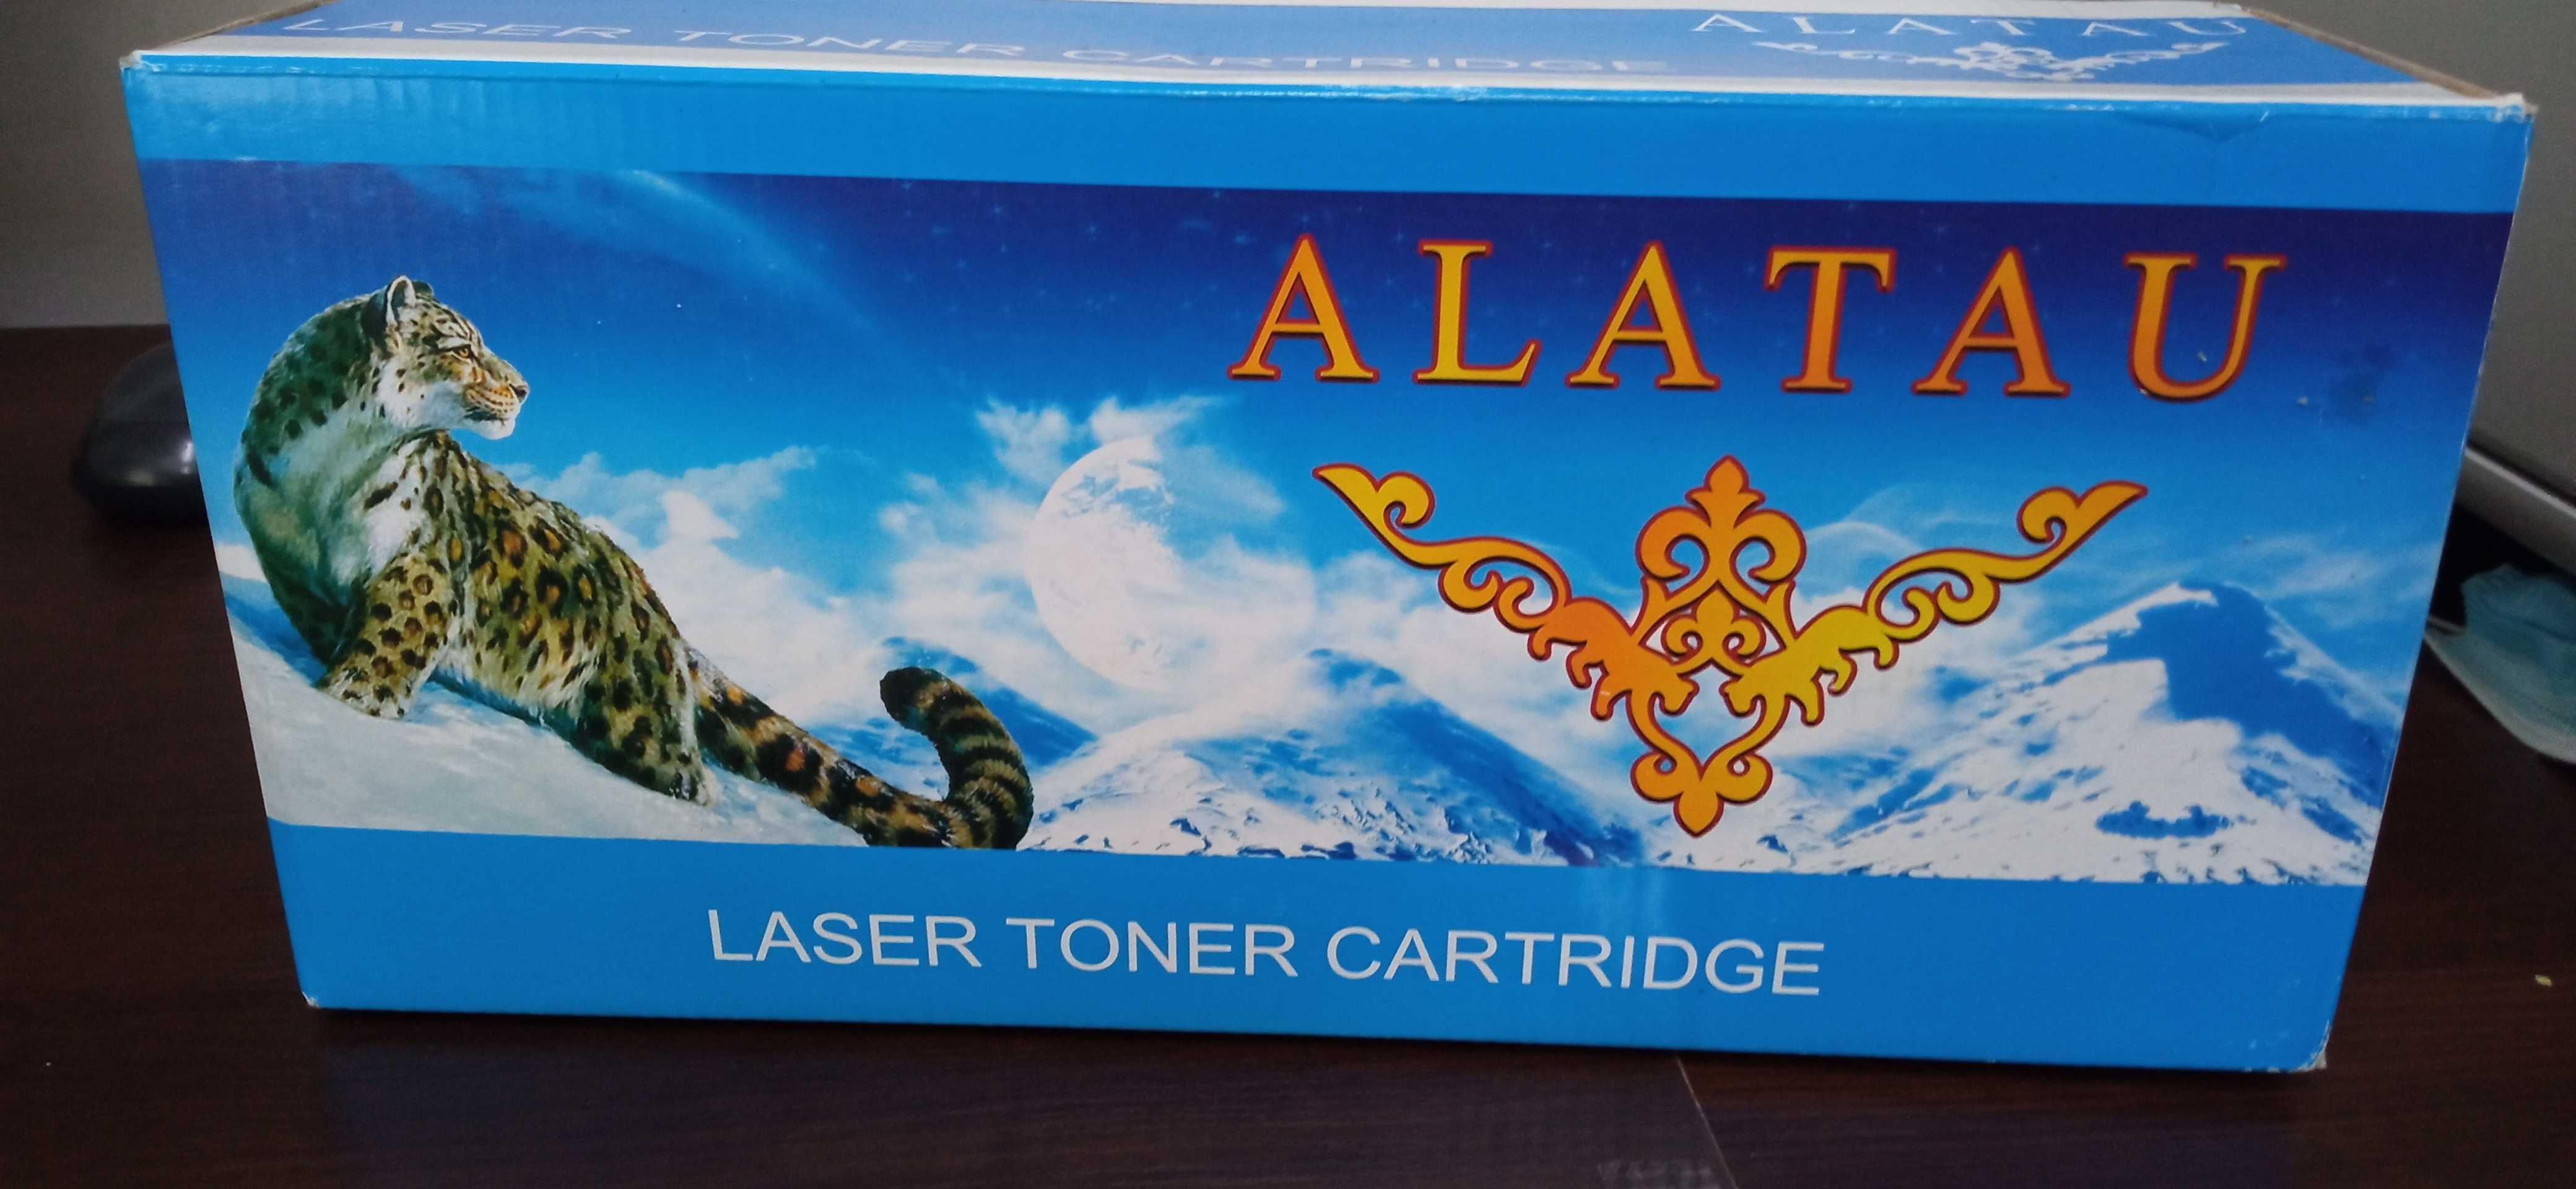 LASER TONER CARTRIDGE
ALATAU
ALATAU
LASER TONER CARTRIDGE